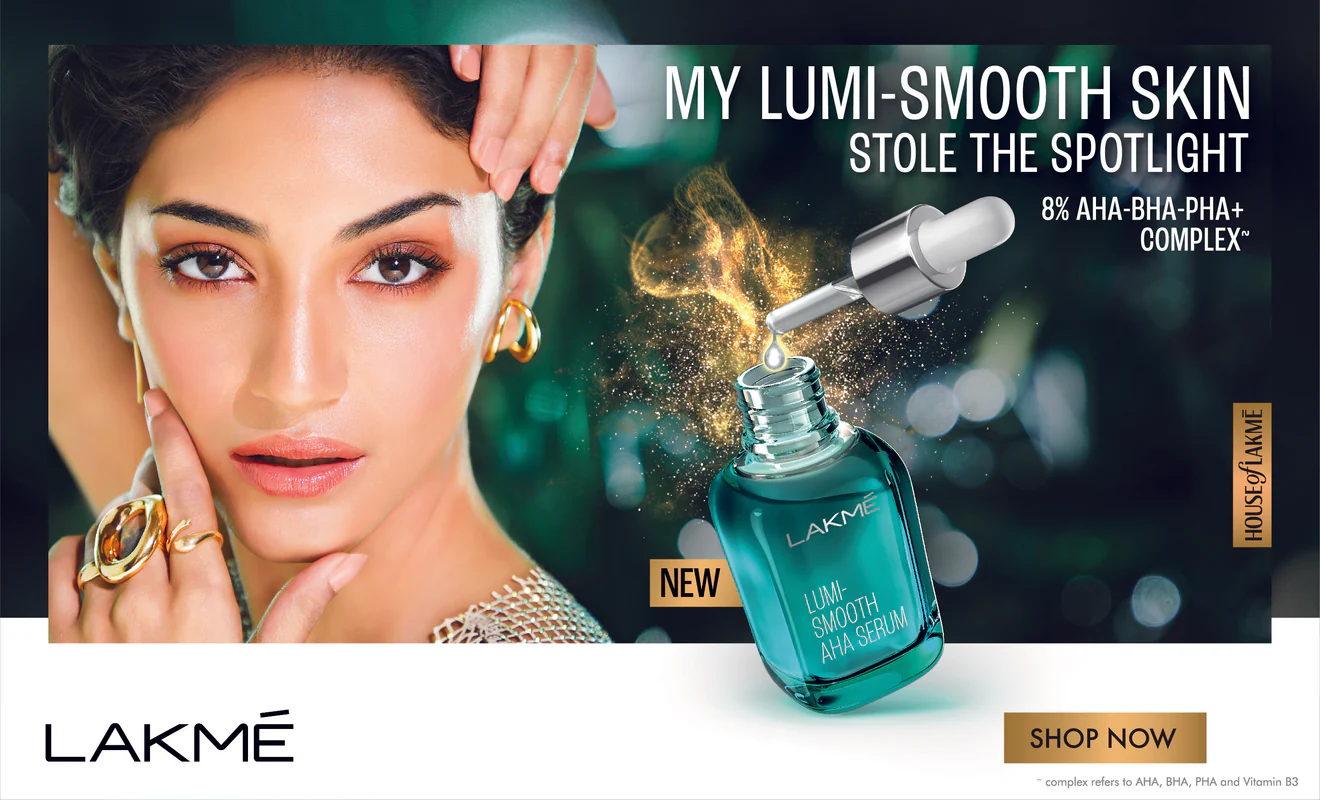 MY LUMI-SMOOTH SKIN
STOLE THE SPOTLIGHT
8% AHA-BHA-PHA+
COMPLEX~
HOUSE of LAKMĒ
LAKMÉ
LUMI-
SMOOTH
AHA SERUM
NEW
LAKMÉ
SHOP NOW
~ complex refers to AHA, BHA, PHA and Vitamin B3